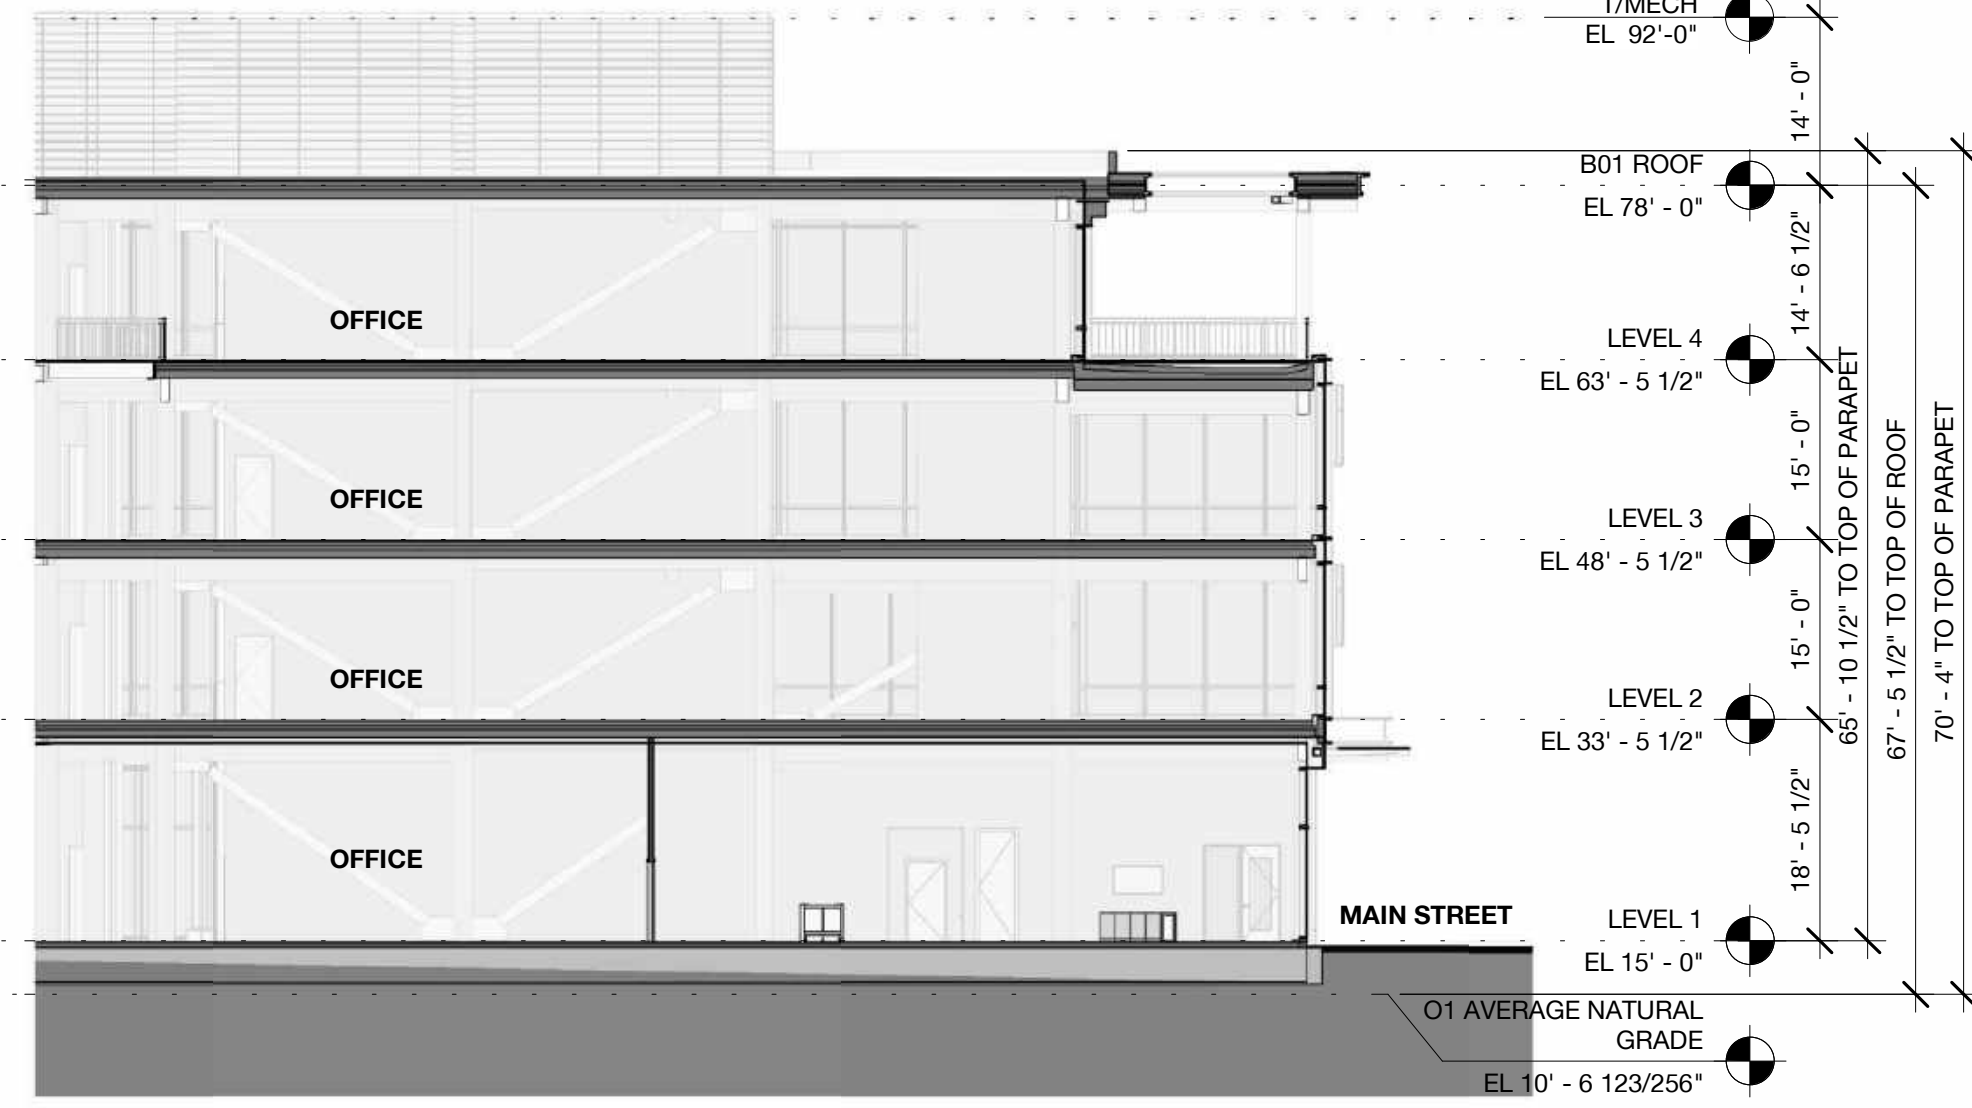 T/MECH
EL 92'-0"
14' - 0"
B01 ROOF
EL 78' - 0"
14' - 6 1/2"
OFFICE
LEVEL 4
EL 63' - 5 1/2"
15' - 0"
65' - 10 1/2" TO TOP OF PARAPET
67' - 5 1/2" TO TOP OF ROOF
70' - 4" TO TOP OF PARAPET
OFFICE
LEVEL 3
EL 48' - 5 1/2"
15' - 0"
OFFICE
LEVEL 2
EL 33' - 5 1/2"
18' - 5 1/2"
OFFICE
MAIN STREET
LEVEL 1
EL 15' - 0"
O1 AVERAGE NATURAL
GRADE
EL 10' - 6 123/256"